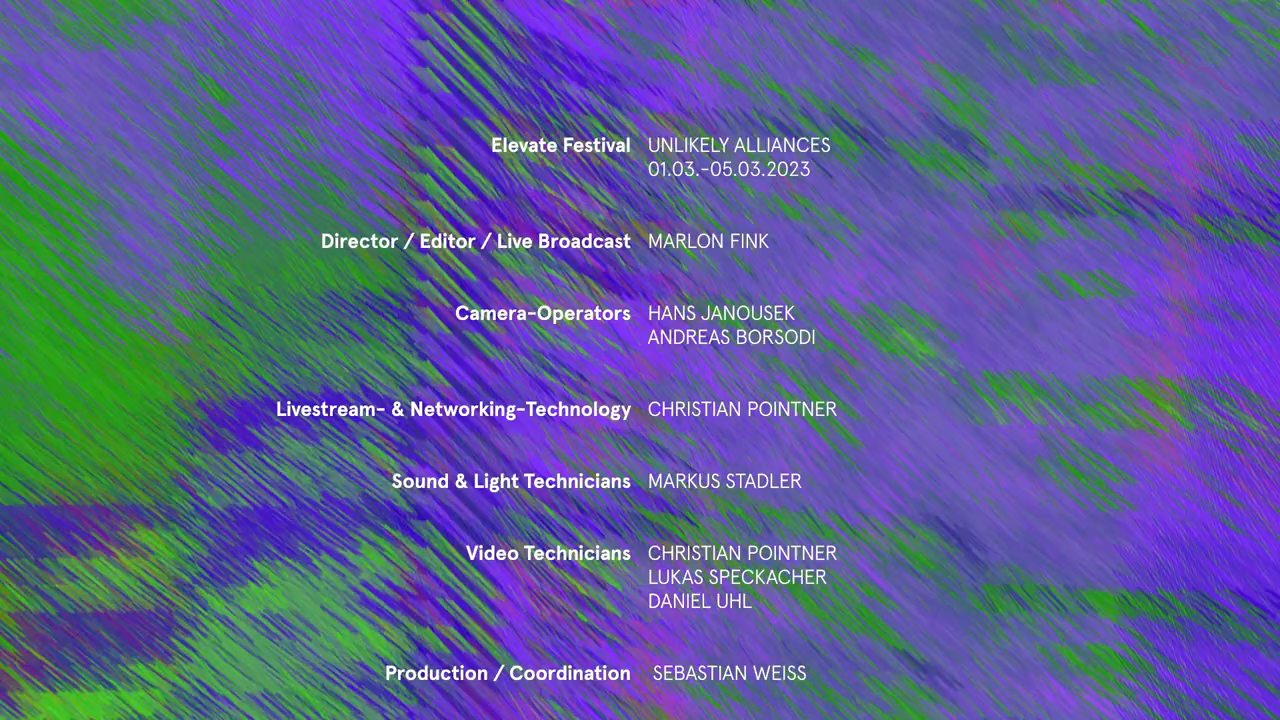 Elevate Festival UNLIKELY ALLIANCES
01.03.-05.03.2023
Director / Editor / Live Broadcast MARLON FINK
Camera-Operators HANS JANOUSEK
ANDREAS BORSODI
Livestream- & Networking-Technology CHRISTIAN POINTNER
Sound & Light Technicians MARKUS STADLER
Video Technicians CHRISTIAN POINTNER
LUKAS SPECKACHER
DANIEL UHL
Production / Coordination SEBASTIAN WEISS